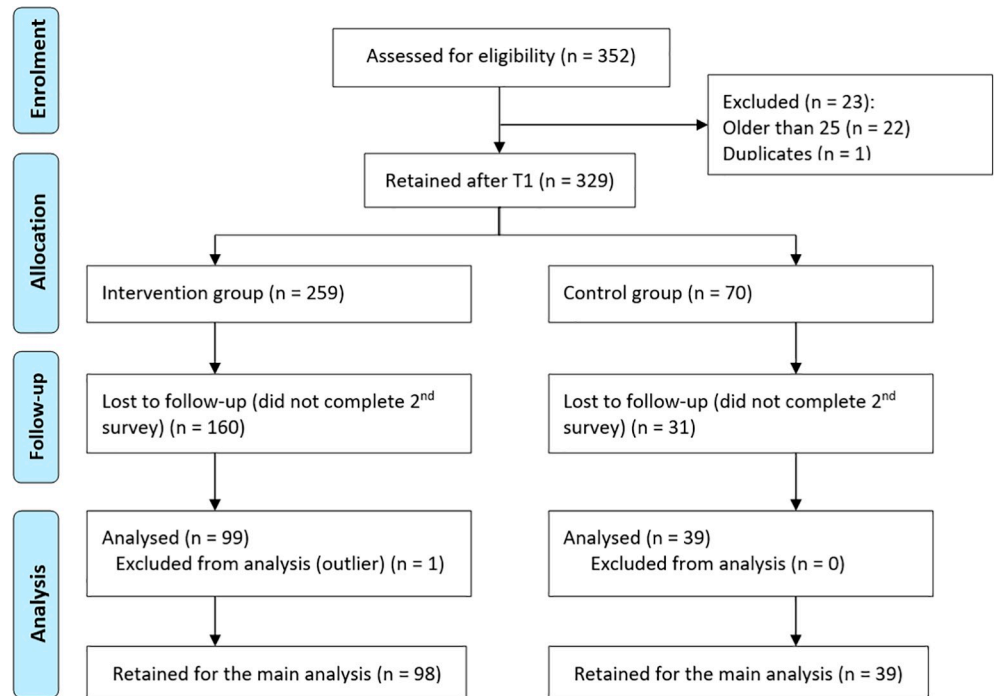 Enrolment
Assessed for eligibility (n = 352)
Excluded (n = 23):
Older than 25 (n = 22)
Duplicates (n = 1)
Allocation
Retained after T1 (n = 329)
Intervention group (n = 259)
Control group (n = 70)
Follow-up
Lost to follow-up (did not complete 2nd
survey) (n = 160)
Lost to follow-up (did not complete 2nd
survey) (n = 31)
Analysis
Analysed (n = 99)
Excluded from analysis (outlier) (n = 1)
Analysed (n = 39)
Excluded from analysis (n = 0)
Retained for the main analysis (n = 98)
Retained for the main analysis (n = 39)